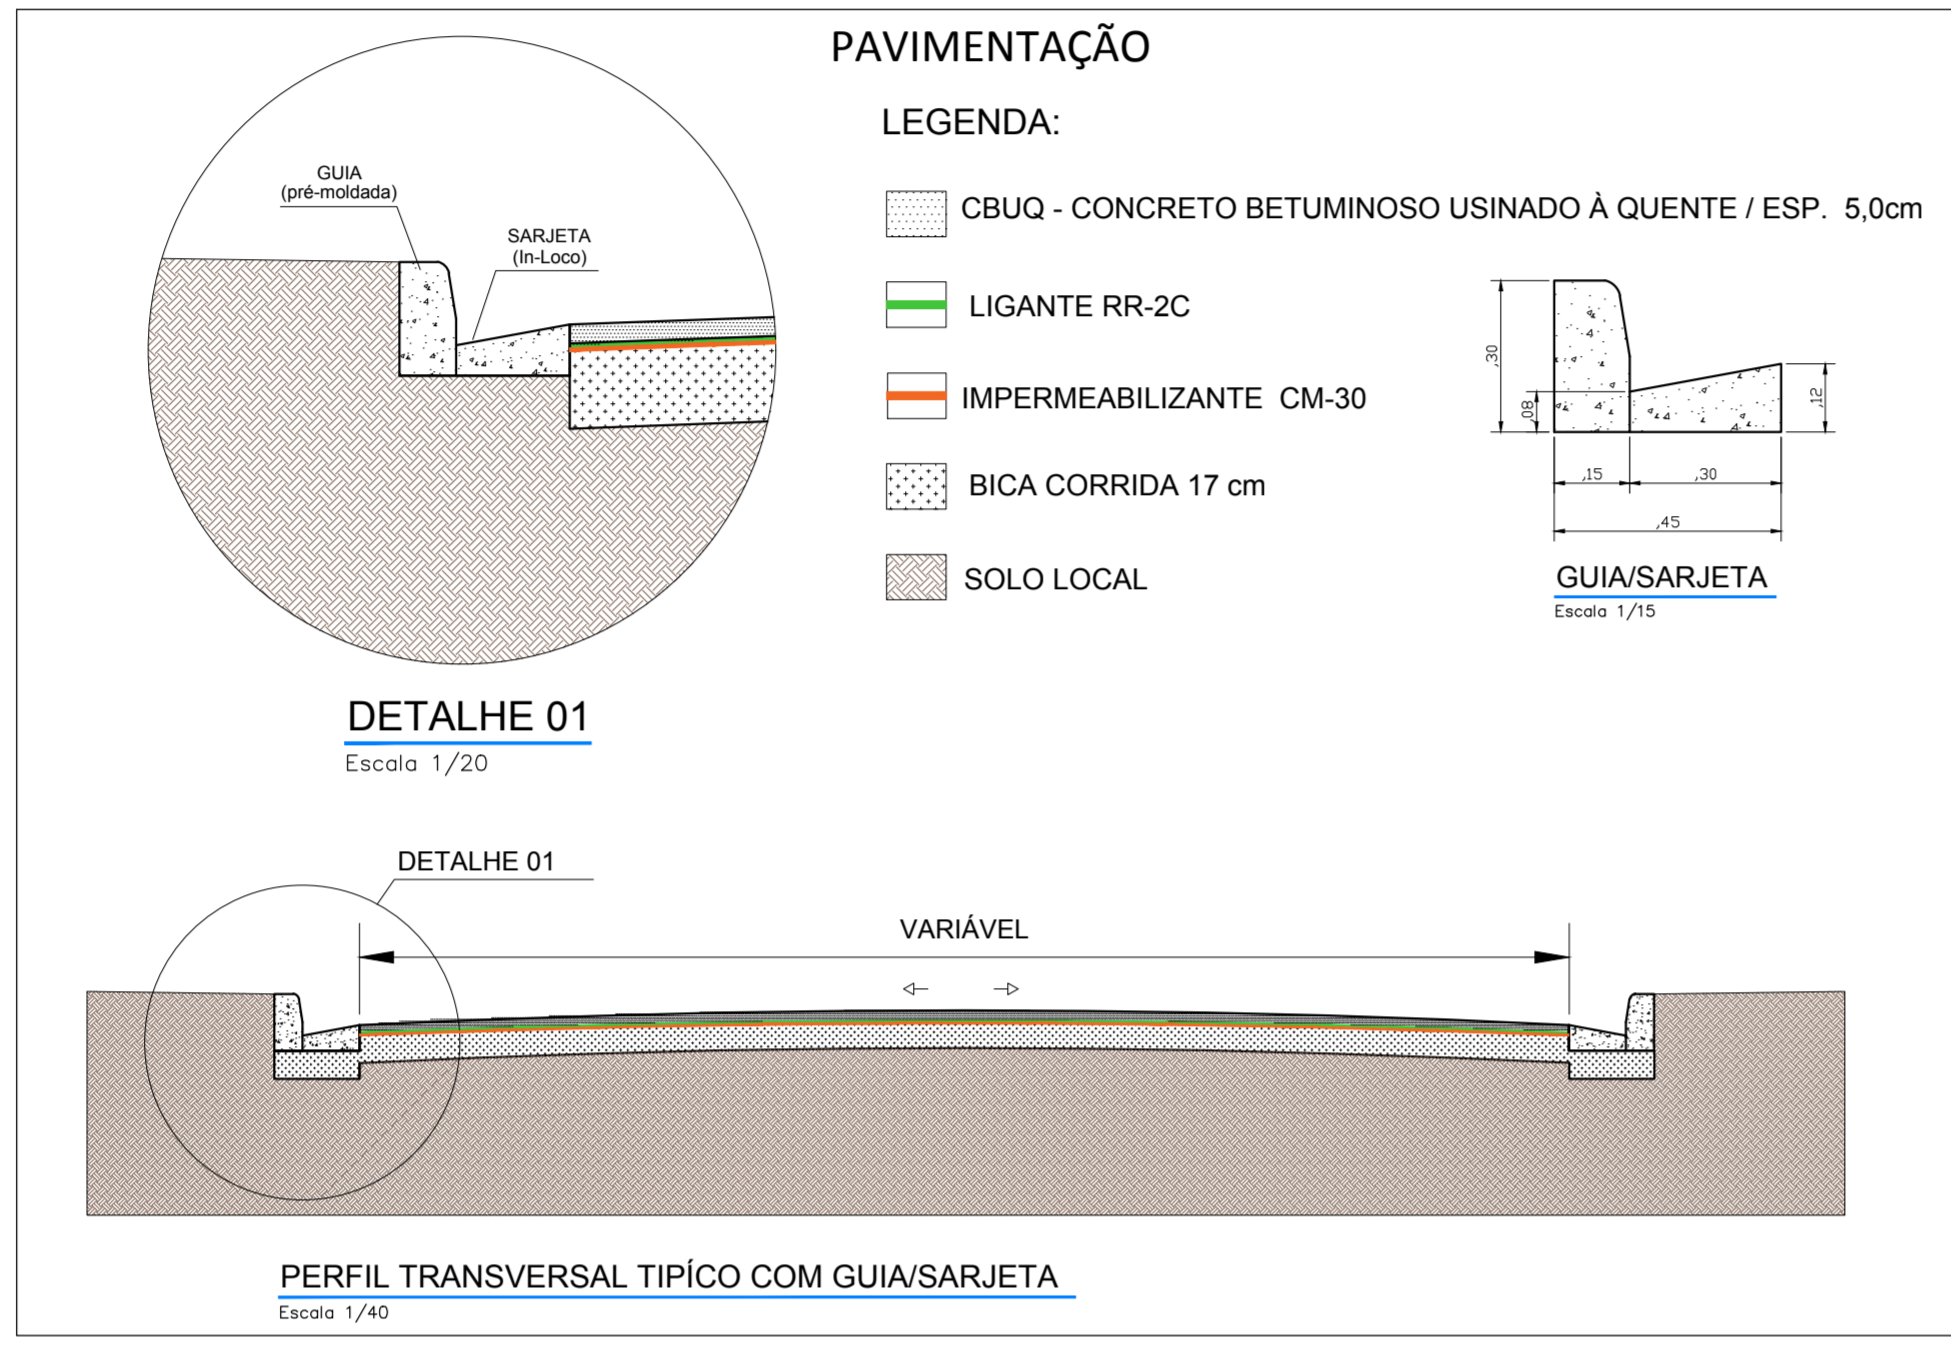 PAVIMENTAÇÃO
LEGENDA:
GUIA
(pré-moldada)
SARJETA
(In-Loco)
CBUQ - CONCRETO BETUMINOSO USINADO À QUENTE / ESP. 5,0cm
LIGANTE RR-2C
IMPERMEABILIZANTE CM-30
BICA CORRIDA 17 cm
SOLO LOCAL
,30
,08
,12
,15
,30
,45
GUIA/SARJETA
Escala 1/15
DETALHE 01
Escala 1/20
DETALHE 01
VARIÁVEL
PERFIL TRANSVERSAL TIPÍCO COM GUIA/SARJETA
Escala 1/40